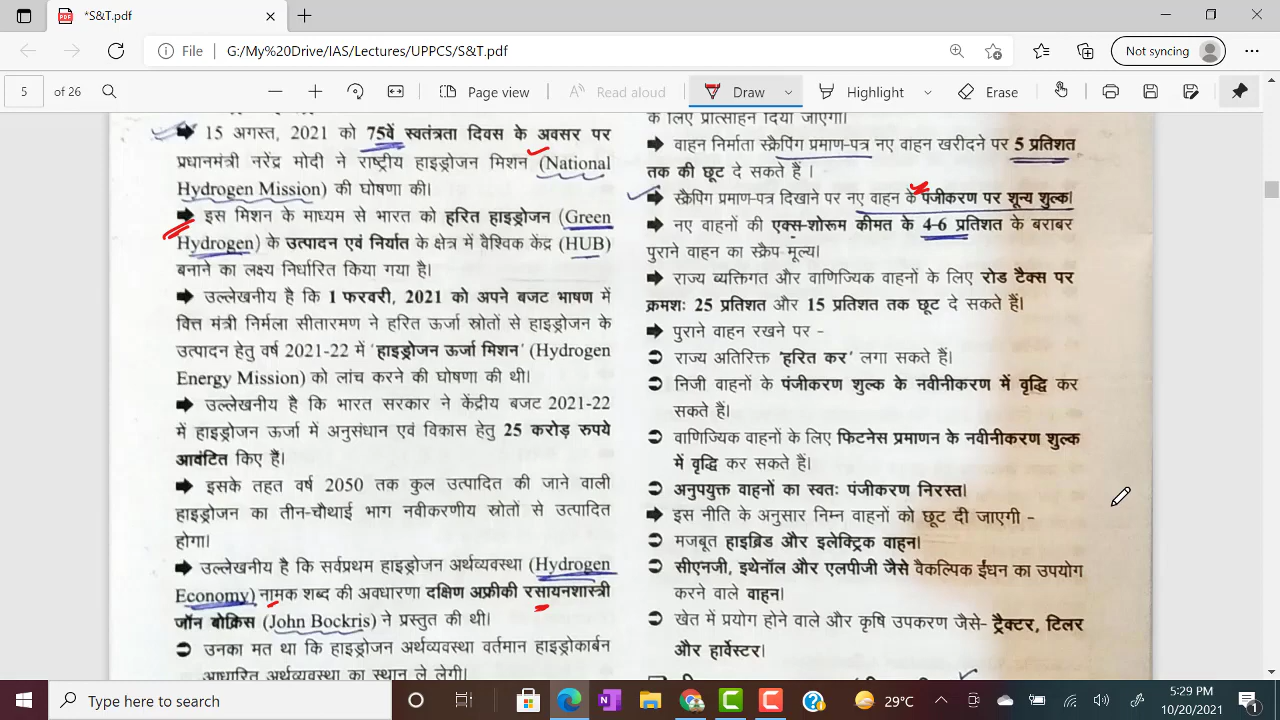 *S&T.pdf
File
G:/My%20Drive/IAS/Lectures/UPPCS/S&T.pdf
Not syncing
5
of 26
Page view
Read aloud
Draw
Highlight
Erase
15 अगस्त, 2021 को 75वें स्वतंत्रता दिवस के अवसर पर
प्रधानमंत्री नरेंद्र मोदी ने राष्ट्रीय हाइड्रोजन मिशन (National
Hydrogen Mission) की घोषणा की।
इस मिशन के माध्यम से भारत को हरित हाइड्रोजन (Green
Hydrogen) के उत्पादन एवं निर्यात के क्षेत्र में वैश्विक केंद्र (HUB)
बनाने का लक्ष्य निर्धारित किया गया है।
उल्लेखनीय है कि 1 फरवरी, 2021 को अपने बजट भाषण में
वित्त मंत्री निर्मला सीतारमण ने हरित ऊर्जा स्रोतों से हाइड्रोजन के
उत्पादन हेतु वर्ष 2021-22 में 'हाइड्रोजन ऊर्जा मिशन' (Hydrogen
Energy Mission) को लांच करने की घोषणा की थी।
उल्लेखनीय है कि भारत सरकार ने केंद्रीय बजट 2021-22
में हाइड्रोजन ऊर्जा में अनुसंधान एवं विकास हेतु 25 करोड़ रुपये
आवंटित किए हैं।
इसके तहत वर्ष 2050 तक कुल उत्पादित की जाने वाली
हाइड्रोजन का तीन-चौथाई भाग नवीकरणीय स्रोतों से उत्पादित
होगा।
उल्लेखनीय है कि सर्वप्रथम हाइड्रोजन अर्थव्यवस्था (Hydrogen
Economy) नामक शब्द की अवधारणा दक्षिण अफ्रीकी रसायनशास्त्री
जॉन बोक्रिस (John Bockris) ने प्रस्तुत की थी।
उनका मत था कि हाइड्रोजन अर्थव्यवस्था वर्तमान हाइड्रोकार्बन
आधारित अर्थव्यवस्था का स्थान ले लेगी।
के लिए प्रोत्साहन दिया जाएगा।
वाहन निर्माता स्क्रैपिंग प्रमाण-पत्र नए वाहन खरीदने पर 5 प्रतिशत
तक की छूट दे सकते हैं ।
स्क्रैपिंग प्रमाण-पत्र दिखाने पर नए वाहन के पंजीकरण पर शून्य शुल्क।
नए वाहनों की एक्स-शोरूम कीमत के 4-6 प्रतिशत के बराबर
पुराने वाहन का स्क्रैप मूल्य।
राज्य व्यक्तिगत और वाणिज्यिक वाहनों के लिए रोड टैक्स पर
क्रमशः 25 प्रतिशत और 15 प्रतिशत तक छूट दे सकते हैं।
पुराने वाहन रखने पर -
राज्य अतिरिक्त 'हरित कर' लगा सकते हैं।
निजी वाहनों के पंजीकरण शुल्क के नवीनीकरण में वृद्धि कर
सकते हैं।
वाणिज्यिक वाहनों के लिए फिटनेस प्रमाणन के नवीनीकरण शुल्क
में वृद्धि कर सकते हैं।
अनुपयुक्त वाहनों का स्वतः पंजीकरण निरस्त।
इस नीति के अनुसार निम्न वाहनों को छूट दी जाएगी -
मजबूत हाइब्रिड और इलेक्ट्रिक वाहन।
सीएनजी, इथेनॉल और एलपीजी जैसे वैकल्पिक ईंधन का उपयोग
करने वाले वाहन।
खेत में प्रयोग होने वाले और कृषि उपकरण जैसे- ट्रैक्टर, टिलर
और हार्वेस्टर।
Type here to search
29°C
5:29 PM
10/20/2021